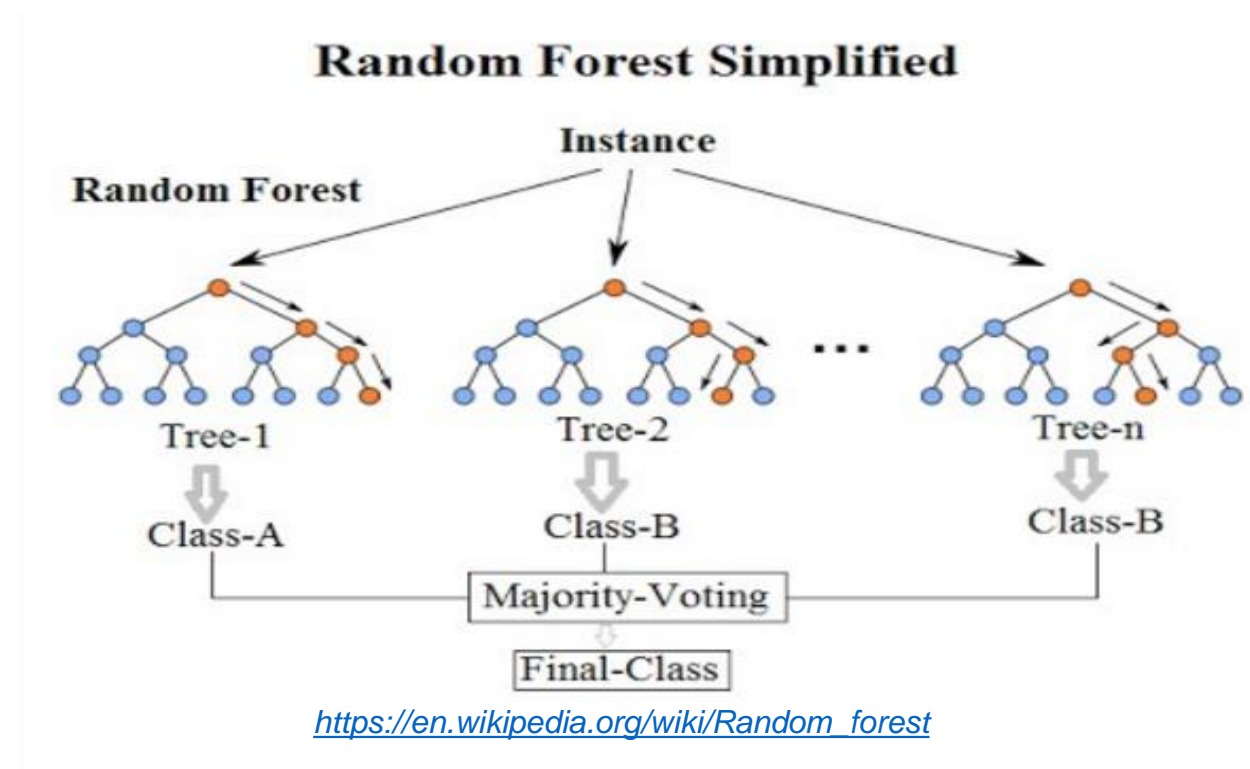 Random Forest Simplified
Instance
Random Forest
...
Tree-1
Tree-2
Tree-n
Class-A
Class-B
Class-B
Majority-Voting
Final-Class
https://en.wikipedia.org/wiki/Random_forest